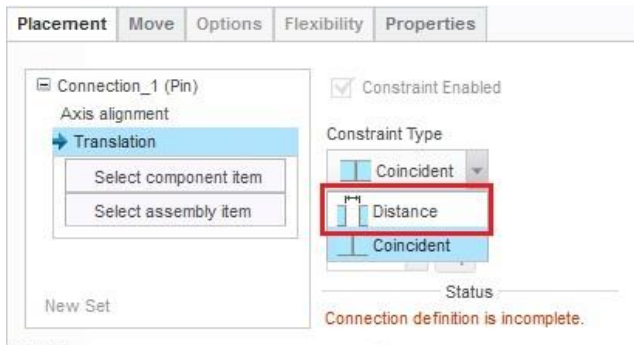 Placement Move Options Flexibility Properties
Connection_1 (Pin)
Axis alignment
Translation
Select component item
Select assembly item
New Set
Constraint Enabled
Constraint Type
Coincident
Distance
Coincident
Status
Connection definition is incomplete.